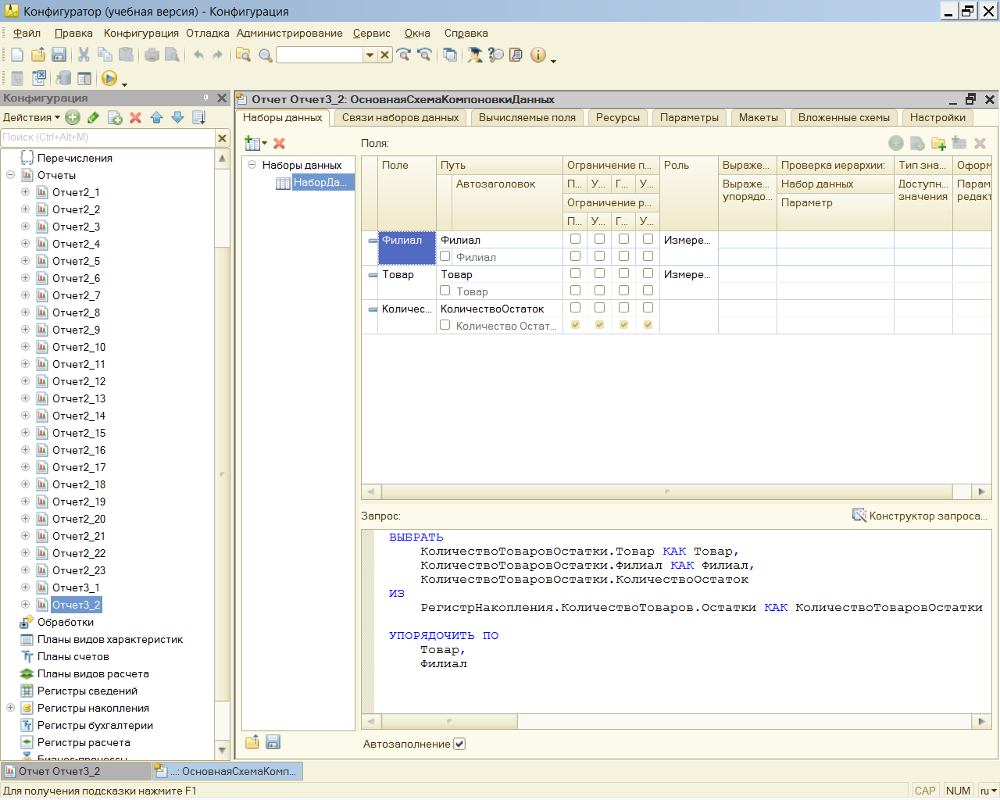 Конфигуратор (учебная версия) - Конфигурация
Файл Правка Конфигурация Отладка Администрирование Сервис Окна Справка
Конфигурация
Действия
Поиск (Ctrl+Alt+M)
Перечисления
Отчеты
Отчет2_1
Отчет2_2
Отчет2_3
Отчет2_4
Отчет2_5
Отчет2_6
Отчет2_7
Отчет2_8
Отчет2_9
Отчет2_10
Отчет2_11
Отчет2_12
Отчет2_13
Отчет2_14
Отчет2_15
Отчет2_16
Отчет2_17
Отчет2_18
Отчет2_19
Отчет2_20
Отчет2_21
Отчет2_22
Отчет2_23
Отчет3_1
Отчет3_2
Обработки
Планы видов характеристик
Планы счетов
Планы видов расчета
Регистры сведений
Регистры накопления
Регистры бухгалтерии
Регистры расчета
Бизнес-процессы
Отчет Отчет3_2: ОсновнаяСхемаКомпоновкиДанных
Наборы данных Связи наборов данных Вычисляемые поля Ресурсы Параметры Макеты Вложенные схемы Настройки
Наборы данных
НаборДа...
Поля:
Поле Путь Ограничение п... Роль Выраже... Проверка иерархии: Тип зна... Оформ
Автозаголовок П... У... Г... У... Выраже... Набор данных Доступн... Парам
Ограничение р... упорядо... Параметр значения редакт
П... У... Г... У...
Филиал Филиал Измере...
Филиал
Товар Товар Измере...
Товар
Количес... КоличествоОстаток
Количество Остат...
Запрос: Конструктор запроса...
ВЫБРАТЬ
КоличествоТоваровОстатки.Товар КАК Товар,
КоличествоТоваровОстатки.Филиал КАК Филиал,
КоличествоТоваровОстатки.КоличествоОстаток
ИЗ
РегистрНакопления.КоличествоТоваров.Остатки КАК КоличествоТоваровОстатки
УПОРЯДОЧИТЬ ПО
Товар,
Филиал
Автозаполнение
Отчет Отчет3_2 ...: ОсновнаяСхемаКомп...
Для получения подсказки нажмите F1 CAP NUM ru